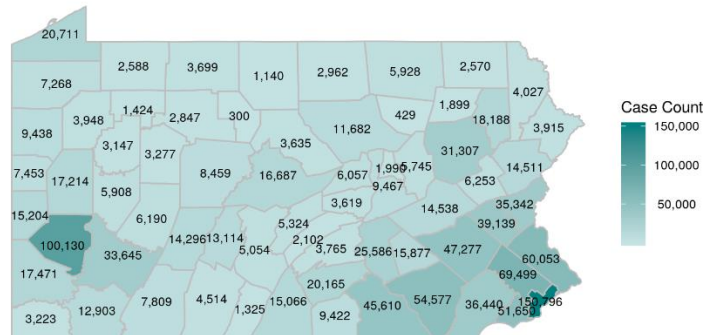 20,711
2,588 3,699 1,140 2,962 5,928 2,570
7,268 4,027
1,424 300 1,899
3,948 2,847 429 18,188
Case Count
9,438 11,682 3,915
150,000
3,147 3,277 3,635 31,307
7,453 8,459 1,996 5,745 14,511
17,214 16,687 6,057 6,253
5,908 9,467 50,000
15,204 6,190 3,619 14,538 35,342
5,324 39,139
100,130 14,296 13,114 2,102
33,645 5,054 3,765 25,586 15,877 47,277 60,053
17,471 69,499
20,165
12,903 7,809 4,514 1,325 15,066 45,610 54,577 36,440 150,796
3,223 9,422 51,650